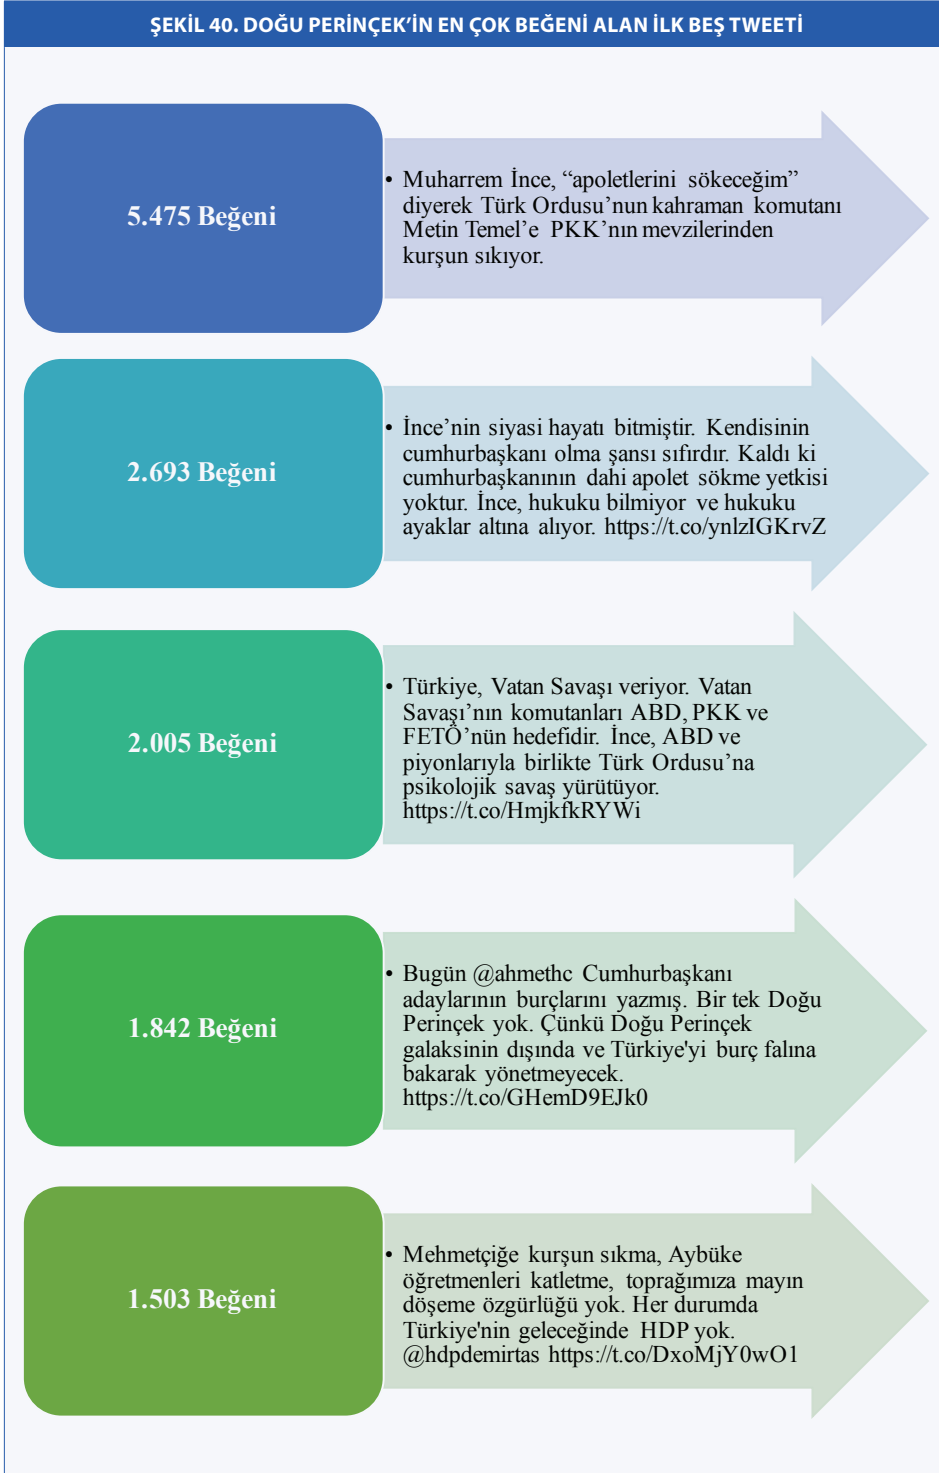 ŞEKİL 40. DOĞU PERİNÇEK'İN EN ÇOK BEĞENİ ALAN İLK BEŞ TWEETİ
5.475 Beğeni
• Muharrem İnce, “apoletlerini sökeceğim”
diyerek Türk Ordusu’nun kahraman komutanı
Metin Temel’e PKK’nın mevzilerinden
kurşun sıkıyor.
2.693 Beğeni
• İnce’nin siyasi hayatı bitmiştir. Kendisinin
cumhurbaşkanı olma şansı sıfırdır. Kaldı ki
cumhurbaşkanının dahi apolet sökme yetkisi
yoktur. İnce, hukuku bilmiyor ve hukuku
ayaklar altına alıyor. https://t.co/ynlzIGKrvZ
2.005 Beğeni
• Türkiye, Vatan Savaşı veriyor. Vatan
Savaşı’nın komutanları ABD, PKK ve
FETÖ’nün hedefidir. İnce, ABD ve
piyonlarıyla birlikte Türk Ordusu’na
psikolojik savaş yürütüyor.
https://t.co/HmjkfkRYWi
1.842 Beğeni
• Bugün @ahmethc Cumhurbaşkanı
adaylarının burçlarını yazmış. Bir tek Doğu
Perinçek yok. Çünkü Doğu Perinçek
galaksinin dışında ve Türkiye'yi burç falına
bakarak yönetmeyecek.
https://t.co/GHemD9EJk0
1.503 Beğeni
• Mehmetçiğe kurşun sıkma, Aybüke
öğretmenleri katletme, toprağımıza mayın
döşeme özgürlüğü yok. Her durumda
Türkiye'nin geleceğinde HDP yok.
@hdpdemirtas https://t.co/DxoMjY0wO1